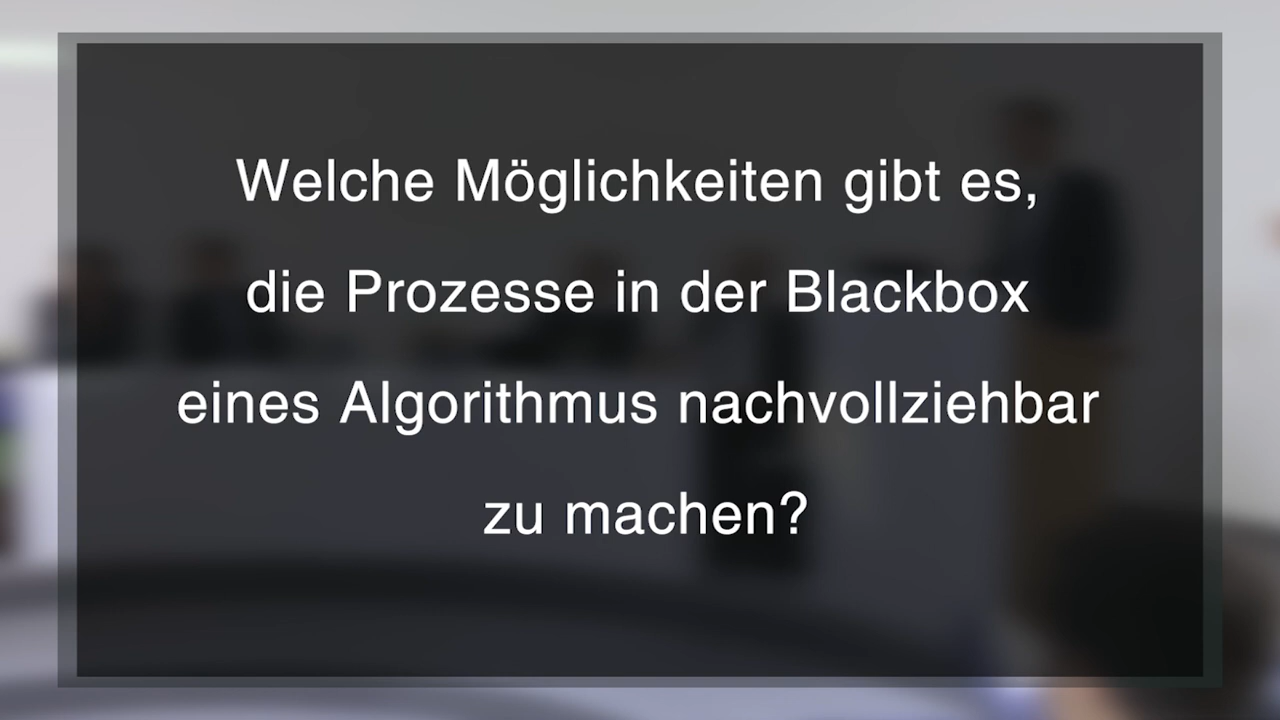 Welche Möglichkeiten gibt es,
die Prozesse in der Blackbox
eines Algorithmus nachvollziehbar
zu machen?